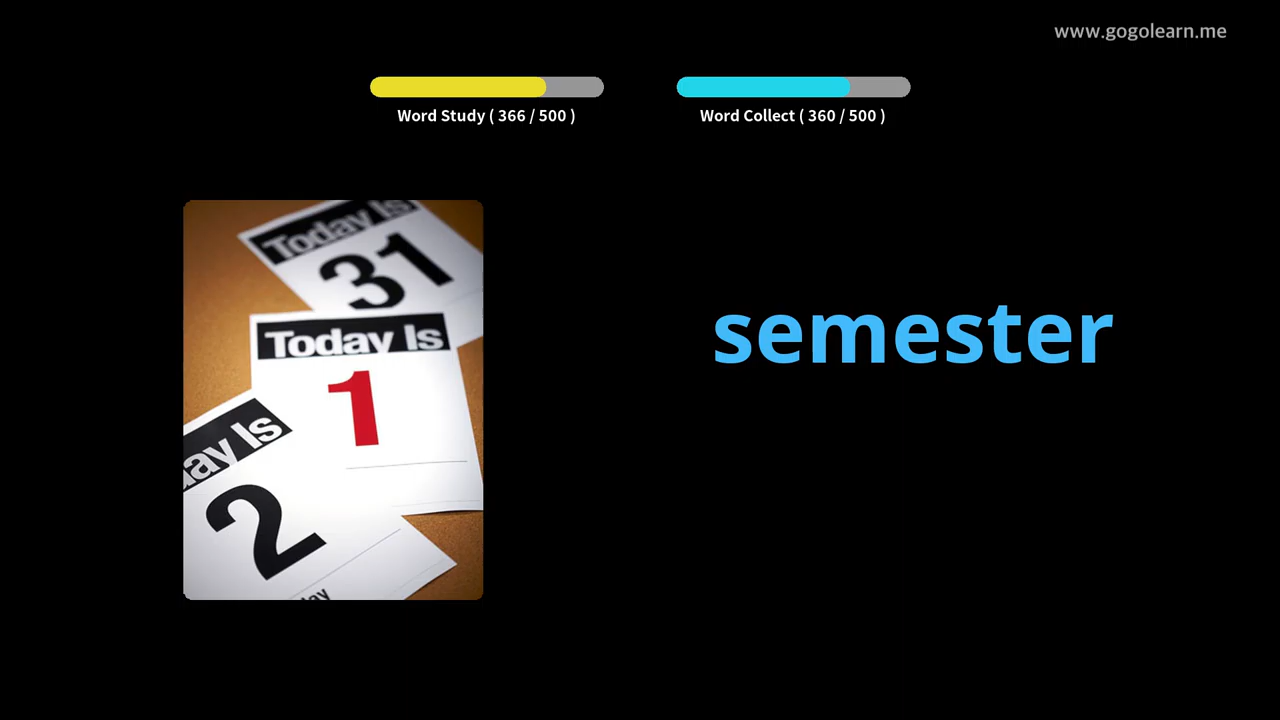 www.gogolearn.me
Word Study ( 366 / 500 )
Word Collect ( 360 / 500 )
Today Is
31
Today Is
1
ay Is
2
semester